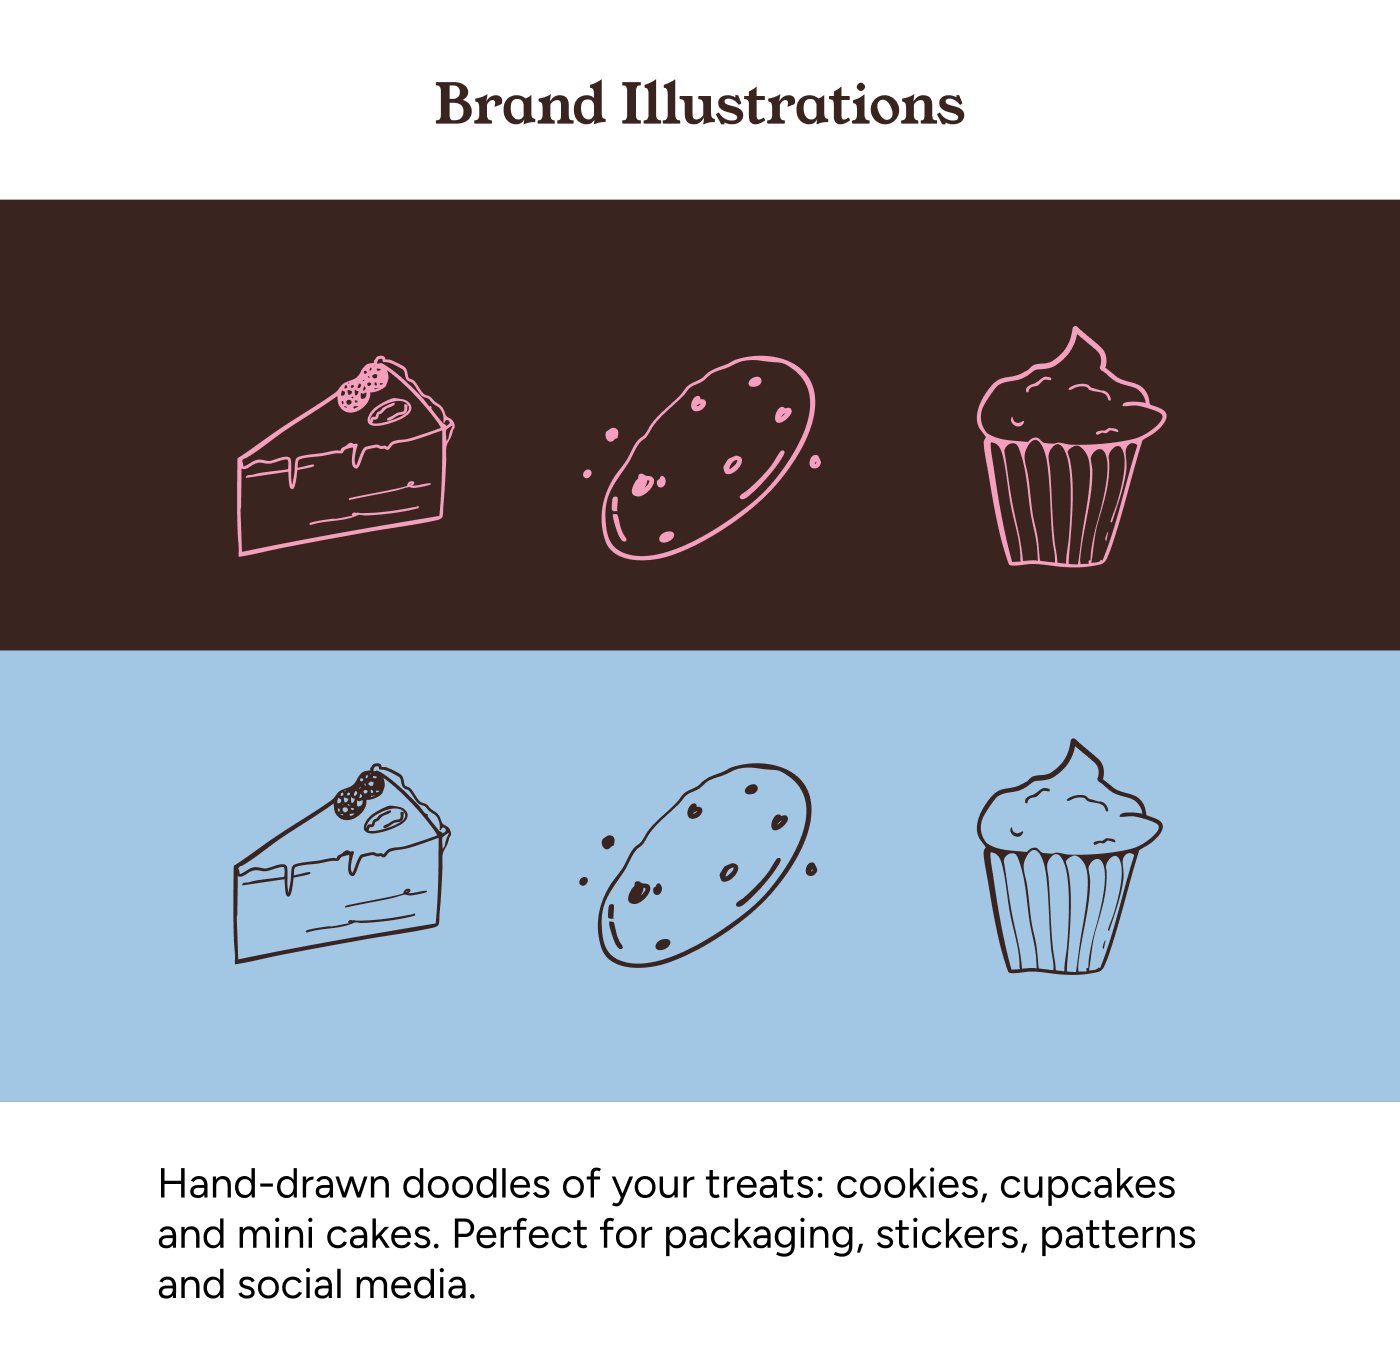 Brand Illustrations
Hand-drawn doodles of your treats: cookies, cupcakes
and mini cakes. Perfect for packaging, stickers, patterns
and social media.